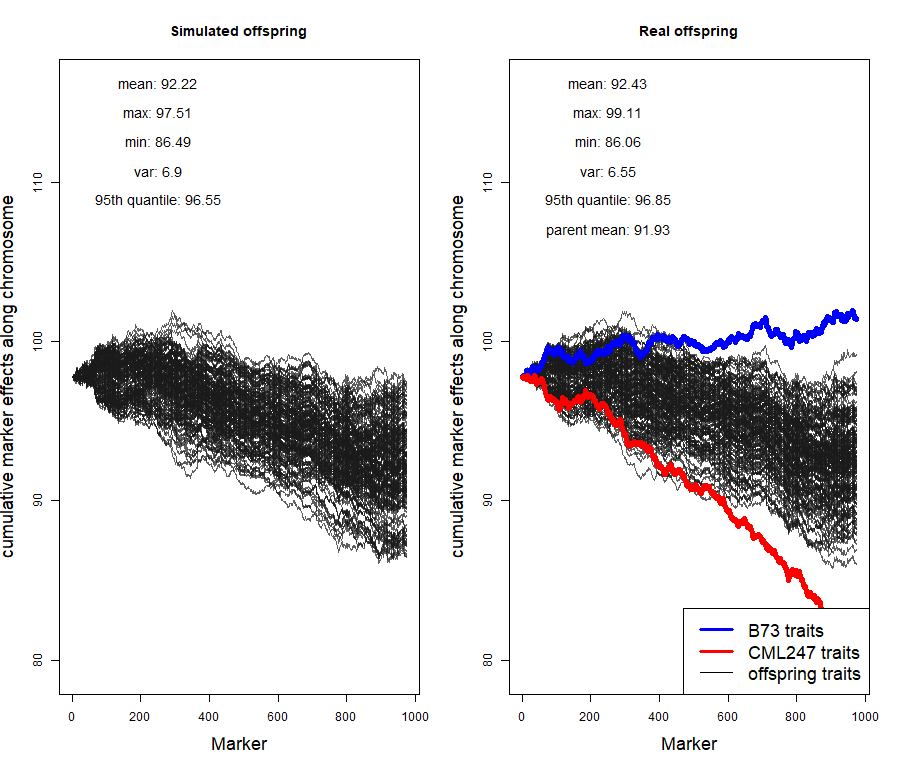 Simulated offspring
mean: 92.22
max: 97.51
min: 86.49
var: 6.9
95th quantile: 96.55
cumulative marker effects along chromosome
110
100
90
80
0 200 400 600 800 1000
Marker
Real offspring
mean: 92.43
max: 99.11
min: 86.06
var: 6.55
95th quantile: 96.85
parent mean: 91.93
cumulative marker effects along chromosome
110
100
90
80
B73 traits
CML247 traits
offspring traits
0 200 400 600 800 1000
Marker